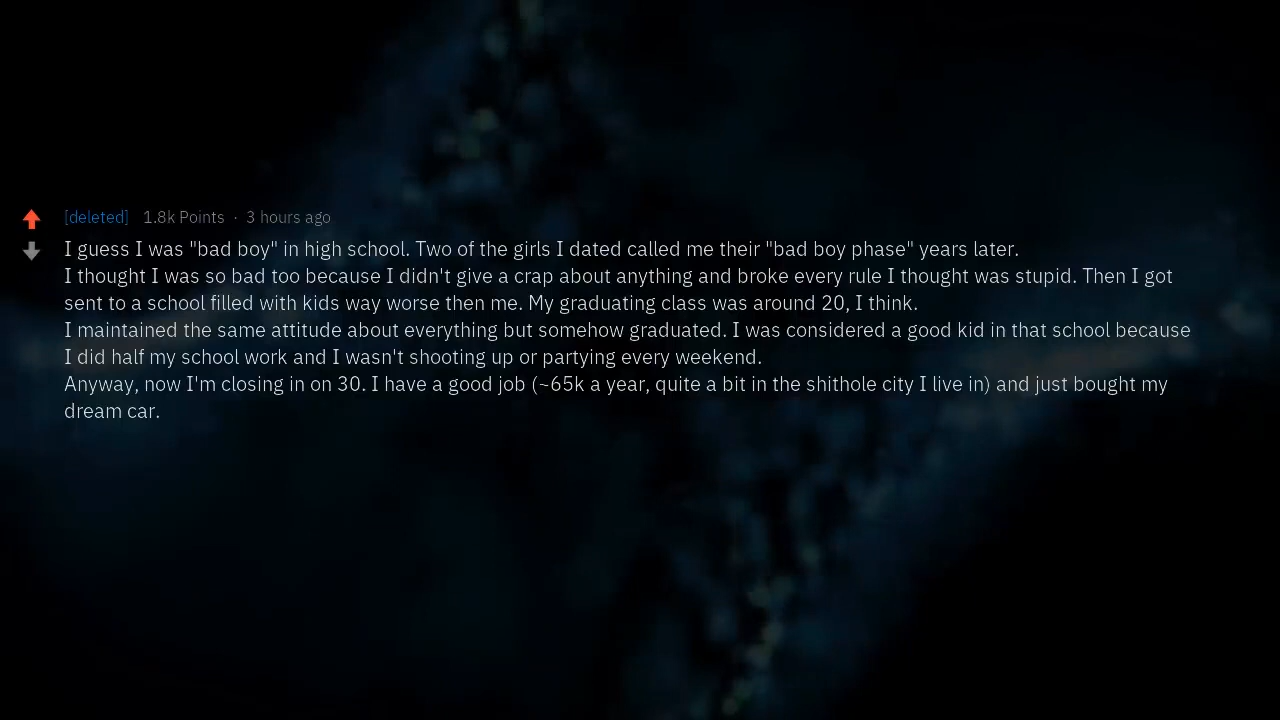 [deleted] 1.8k Points · 3 hours ago
I guess I was "bad boy" in high school. Two of the girls I dated called me their "bad boy phase" years later.
I thought I was so bad too because I didn't give a crap about anything and broke every rule I thought was stupid. Then I got
sent to a school filled with kids way worse then me. My graduating class was around 20, I think.
I maintained the same attitude about everything but somehow graduated. I was considered a good kid in that school because
I did half my school work and I wasn't shooting up or partying every weekend.
Anyway, now I'm closing in on 30. I have a good job (~65k a year, quite a bit in the shithole city I live in) and just bought my
dream car.